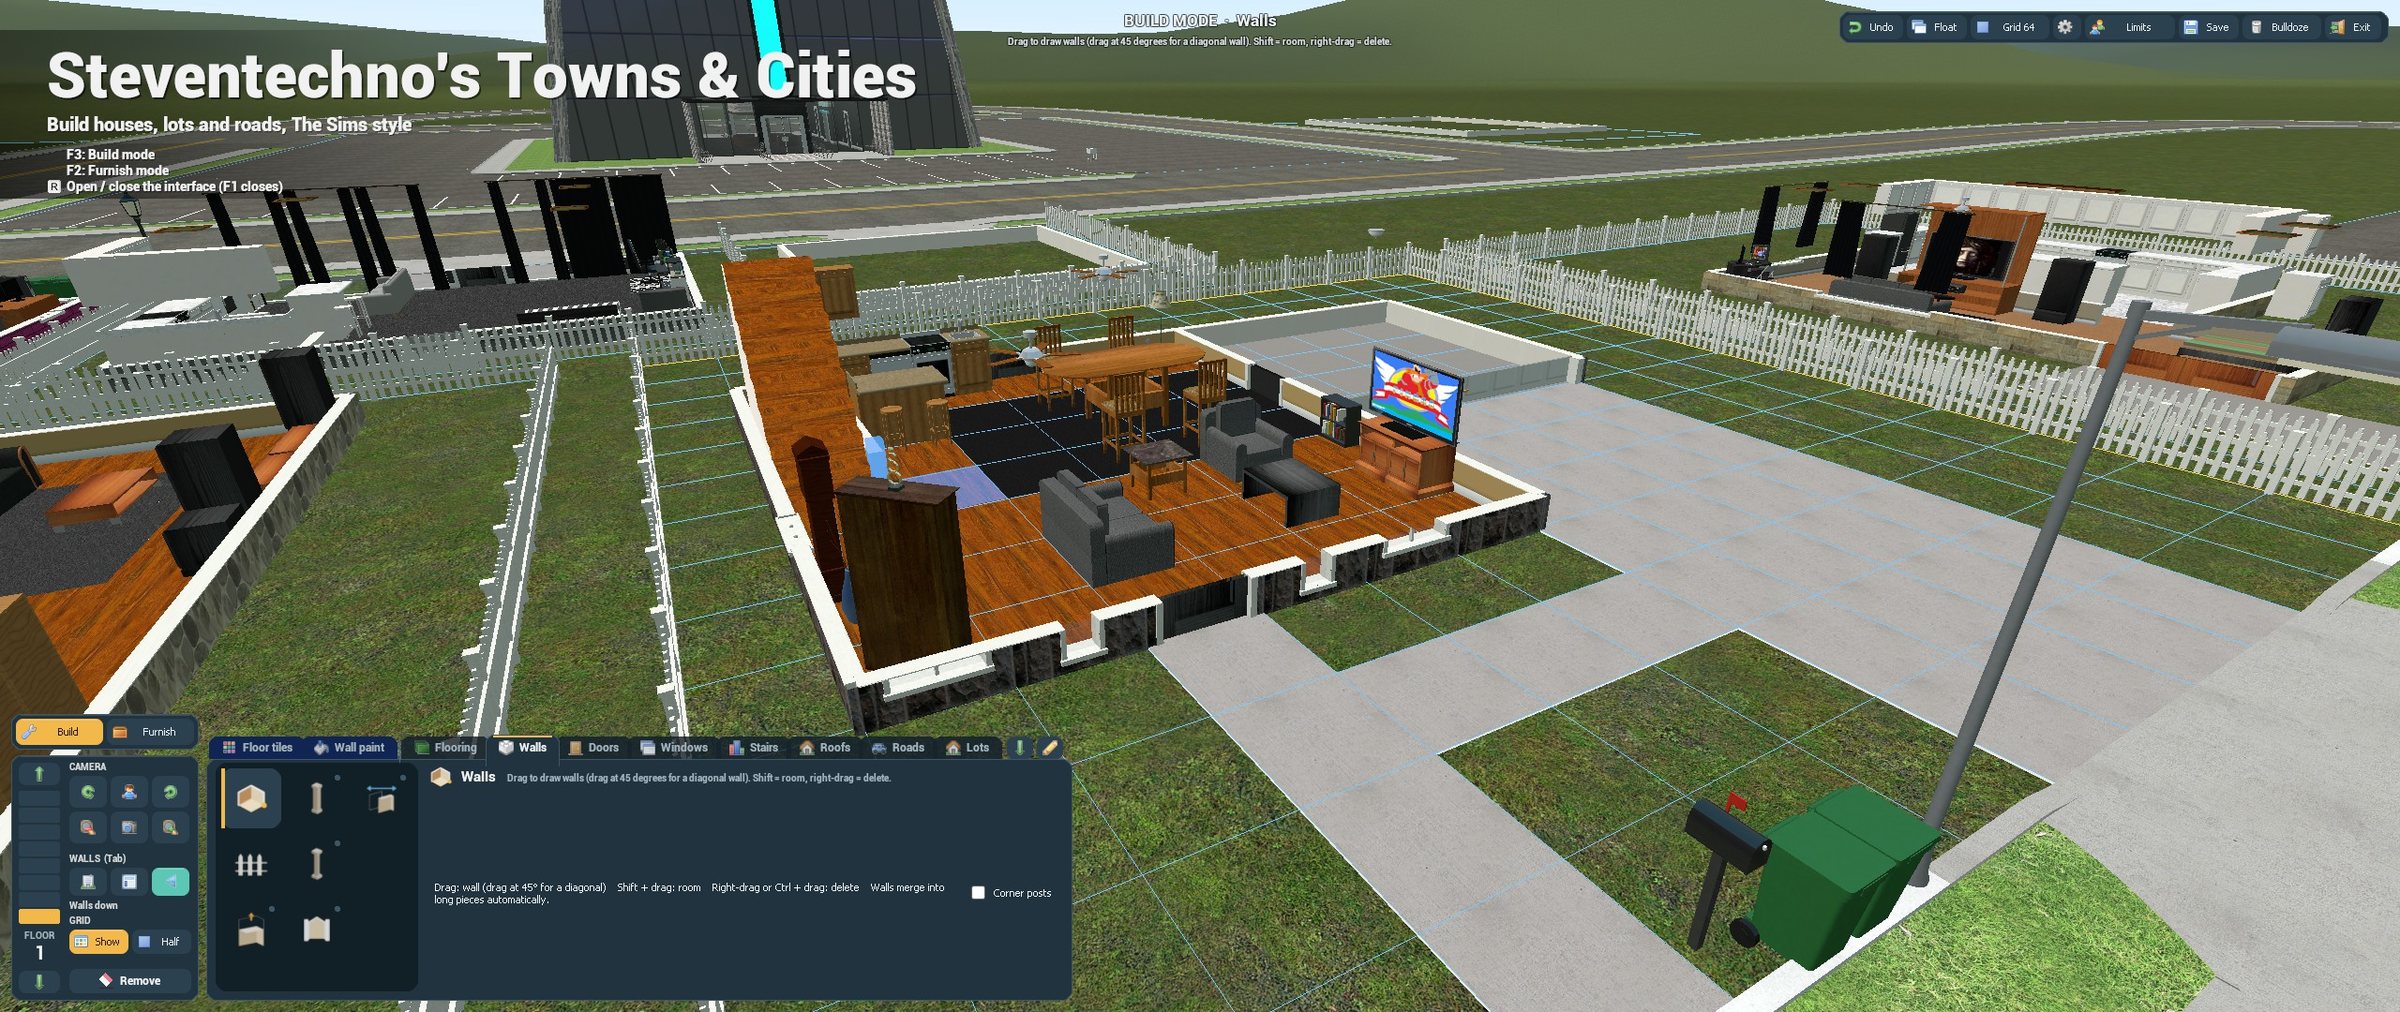 BUILD MODE - Walls
Drag to draw walls (drag at 45 degrees for a diagonal wall). Shift = room, right-drag = delete.
Undo
Float
Grid 64
Limits
Save
Bulldoze
Exit
Steventechno's Towns & Cities
Build houses, lots and roads, The Sims style
F3: Build mode
F2: Furnish mode
R Open / close the interface (F1 closes)
Build
Furnish
CAMERA
WALLS (Tab)
Walls down
GRID
Show
Half
FLOOR
1
Remove
Floor tiles
Wall paint
Flooring
Walls
Doors
Windows
Stairs
Roofs
Roads
Lots
Walls
Drag to draw walls (drag at 45 degrees for a diagonal wall). Shift = room, right-drag = delete.
Drag: wall (drag at 45° for a diagonal) Shift + drag: room Right-drag or Ctrl + drag: delete Walls merge into
long pieces automatically.
Corner posts